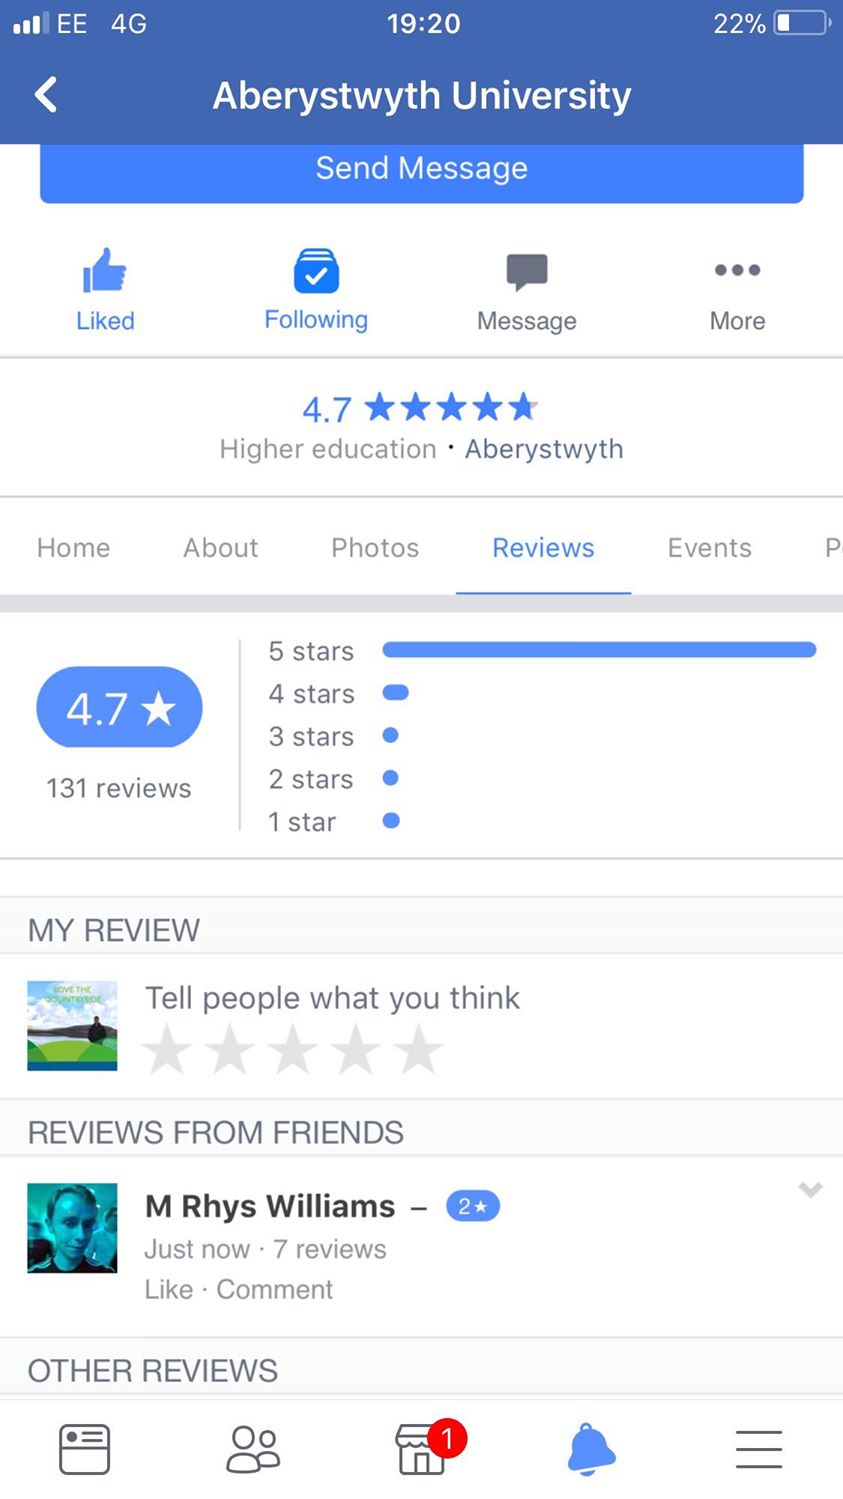 EE 4G 19:20 22%
Aberystwyth University
Send Message
Liked Following Message More
4.7
Higher education · Aberystwyth
Home About Photos Reviews Events P
5 stars
4 stars
4.7 ★
3 stars
131 reviews
2 stars
1 star
MY REVIEW
LOVE THE
COUNTRYSIDE
Tell people what you think
REVIEWS FROM FRIENDS
M Rhys Williams – 2★
Just now · 7 reviews
Like · Comment
OTHER REVIEWS
1